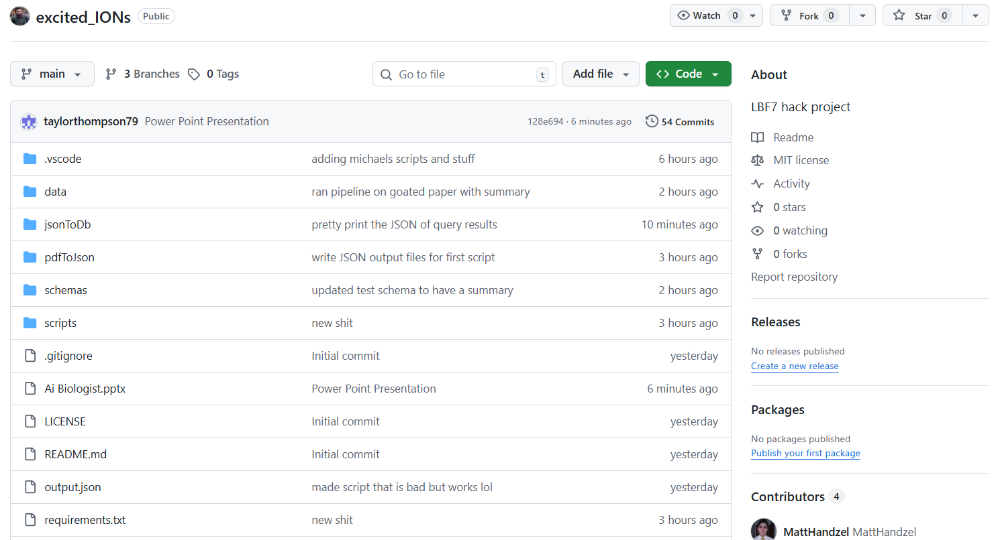 excited_IONs Public Watch 0 Fork 0 Star 0
main 3 Branches 0 Tags Go to file t Add file Code
taylorthompson79 Power Point Presentation 128e694 · 6 minutes ago 54 Commits
.vscode adding michaels scripts and stuff 6 hours ago
data ran pipeline on goated paper with summary 2 hours ago
jsonToDb pretty print the JSON of query results 10 minutes ago
pdfToJson write JSON output files for first script 3 hours ago
schemas updated test schema to have a summary 2 hours ago
scripts new shit 3 hours ago
.gitignore Initial commit yesterday
Ai Biologist.pptx Power Point Presentation 6 minutes ago
LICENSE Initial commit yesterday
README.md Initial commit yesterday
output.json made script that is bad but works lol yesterday
requirements.txt new shit 3 hours ago
About
LBF7 hack project
Readme
MIT license
Activity
0 stars
0 watching
0 forks
Report repository
Releases
No releases published
Create a new release
Packages
No packages published
Publish your first package
Contributors 4
MattHandzel MattHandzel